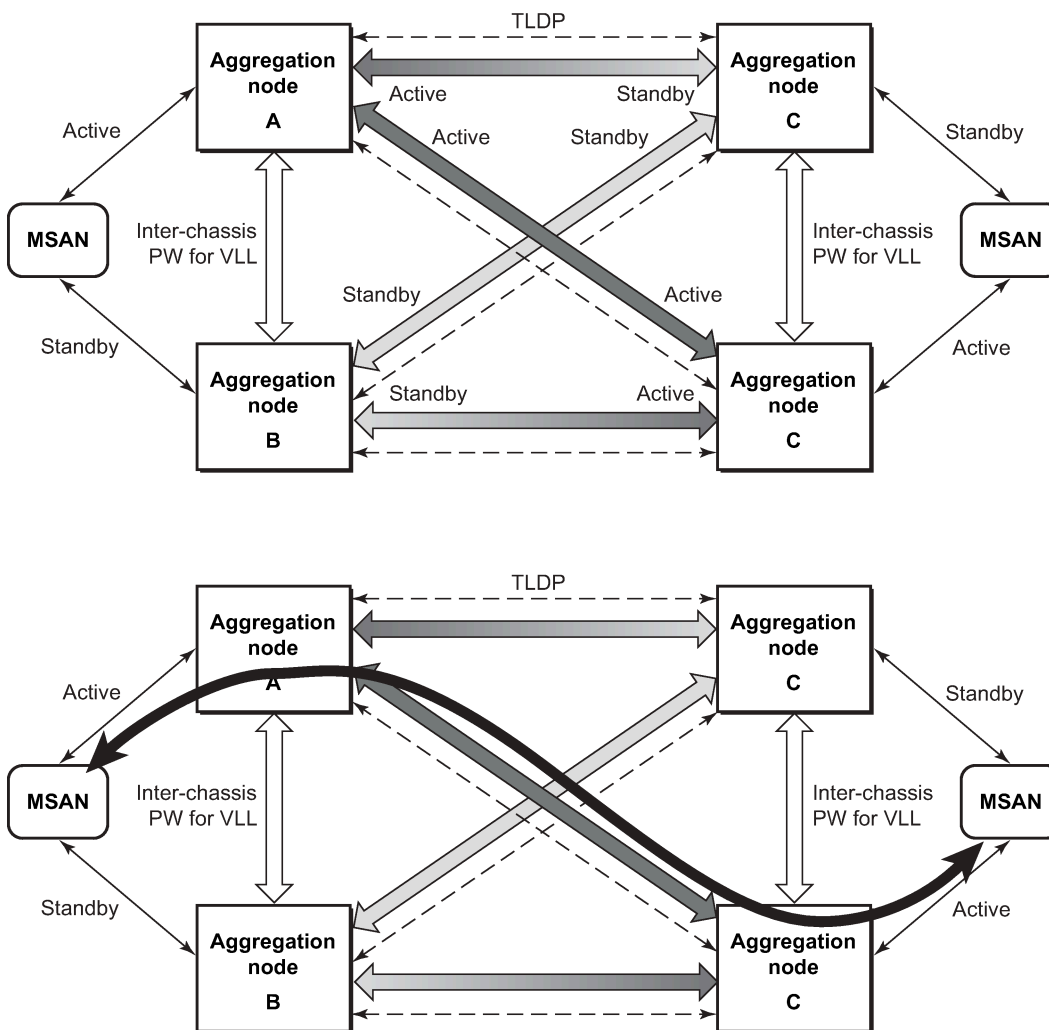 TLDP
Aggregation
node
A
Aggregation
node
C
Active
Standby
Active
Standby
Active
Standby
MSAN
Inter-chassis
PW for VLL
Inter-chassis
PW for VLL
MSAN
Standby
Active
Standby
Active
Aggregation
node
B
Standby
Active
Aggregation
node
C
TLDP
Aggregation
node
A
Aggregation
node
C
Active
Standby
MSAN
Inter-chassis
PW for VLL
Inter-chassis
PW for VLL
MSAN
Standby
Active
Aggregation
node
B
Aggregation
node
C